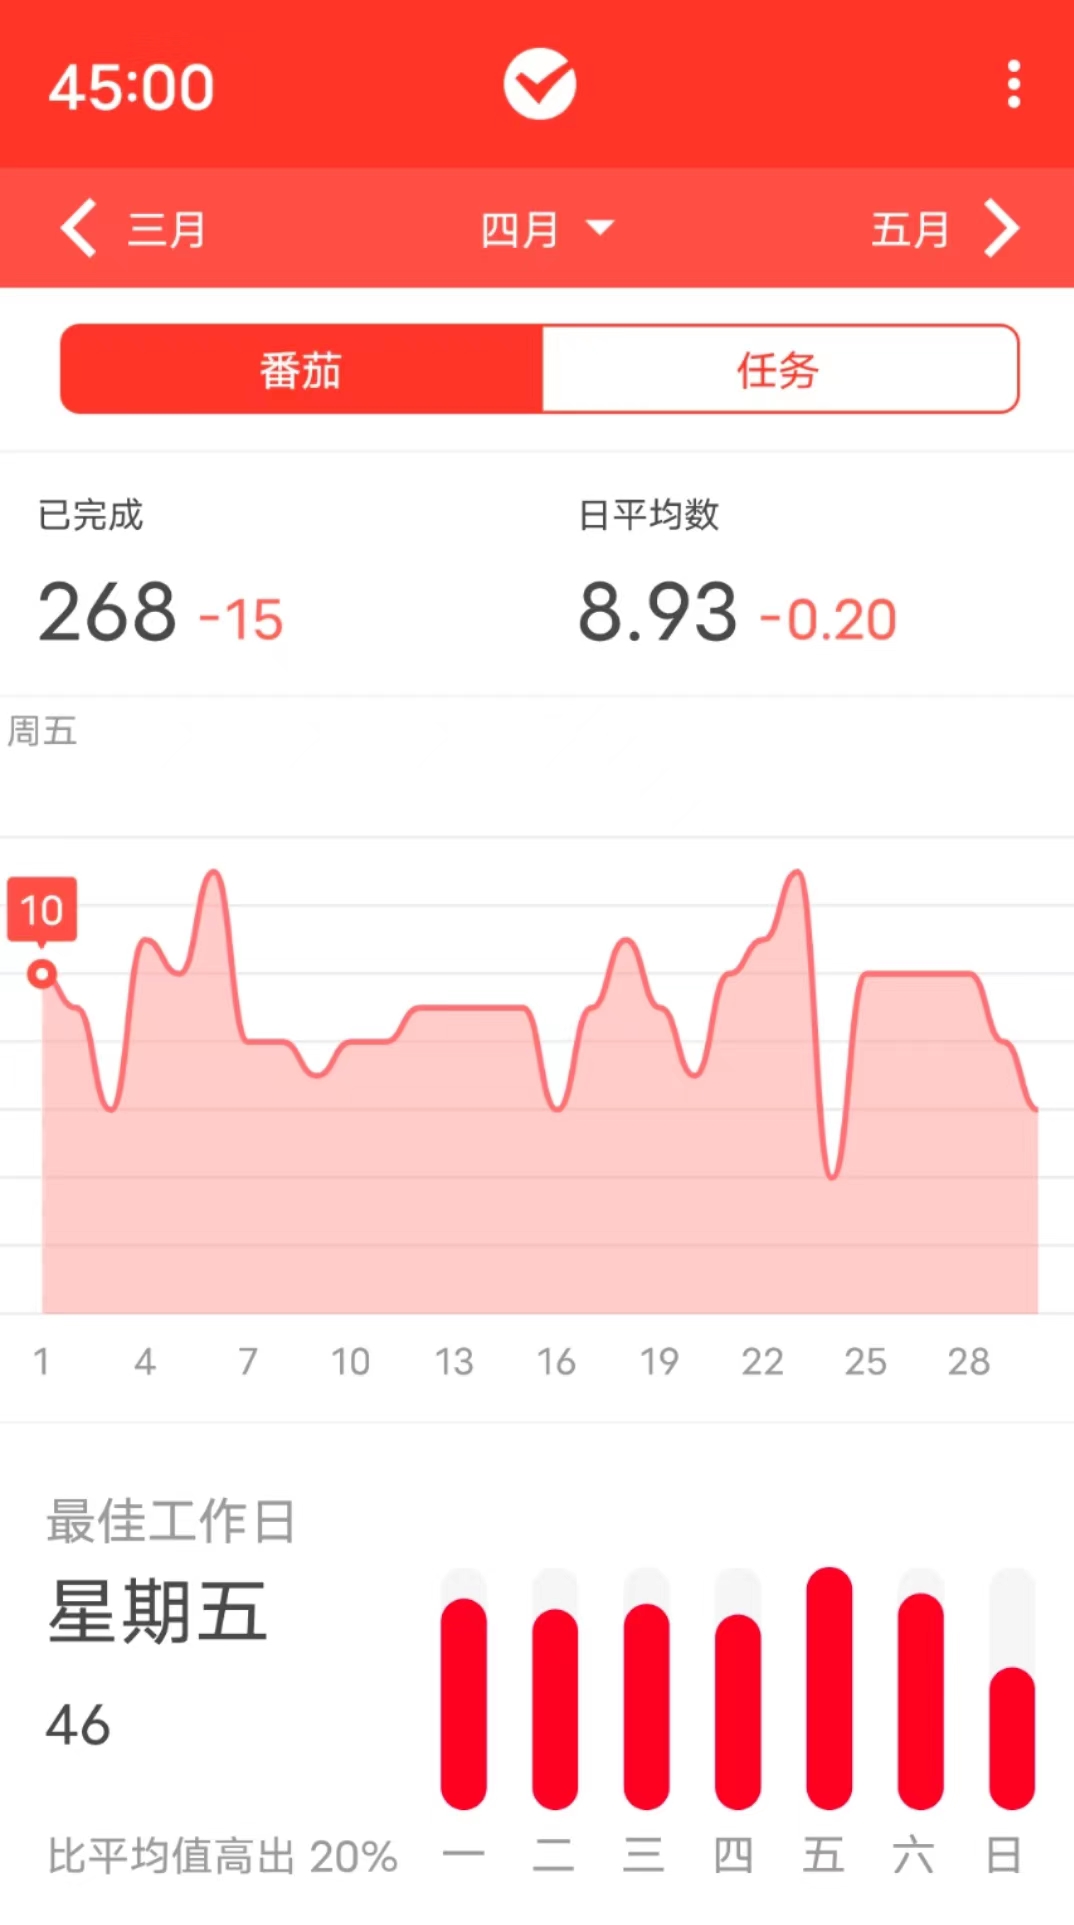 45:00
三月 四月 五月
番茄 任务
已完成 日平均数
268 -15 8.93 -0.20
周五
10
1 4 7 10 13 16 19 22 25 28
最佳工作日
星期五
46
比平均值高出 20%
一 二 三 四 五 六 日